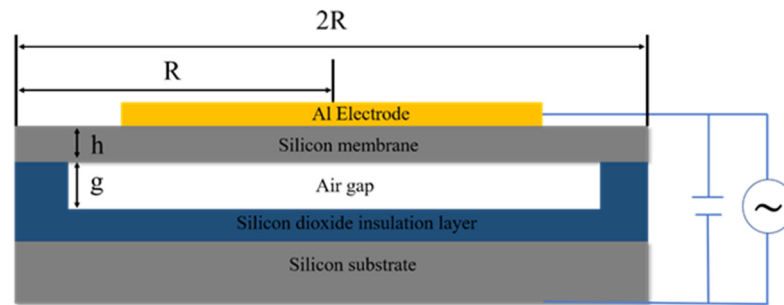 2R
R
Al Electrode
h
Silicon membrane
g
Air gap
Silicon dioxide insulation layer
Silicon substrate
~